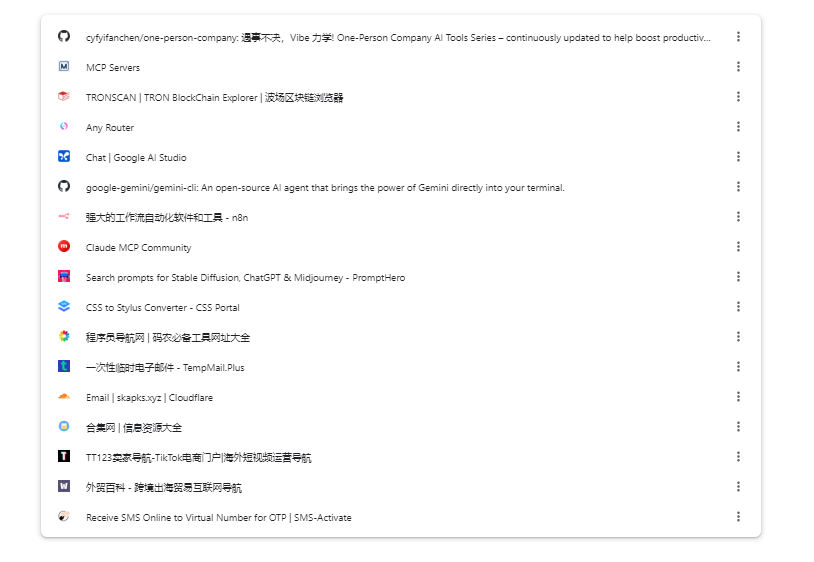 cyfyifanchen/one-person-company: 遇事不决，Vibe 力学! One-Person Company AI Tools Series – continuously updated to help boost productiv...
MCP Servers
TRONSCAN | TRON BlockChain Explorer | 波场区块链浏览器
Any Router
Chat | Google AI Studio
google-gemini/gemini-cli: An open-source AI agent that brings the power of Gemini directly into your terminal.
强大的工作流自动化软件和工具 - n8n
Claude MCP Community
Search prompts for Stable Diffusion, ChatGPT & Midjourney - PromptHero
CSS to Stylus Converter - CSS Portal
程序员导航网 | 码农必备工具网址大全
一次性临时电子邮件 - TempMail.Plus
Email | skapks.xyz | Cloudflare
合集网 | 信息资源大全
TT123卖家导航-TikTok电商门户|海外短视频运营导航
外贸百科 - 跨境出海贸易互联网导航
Receive SMS Online to Virtual Number for OTP | SMS-Activate